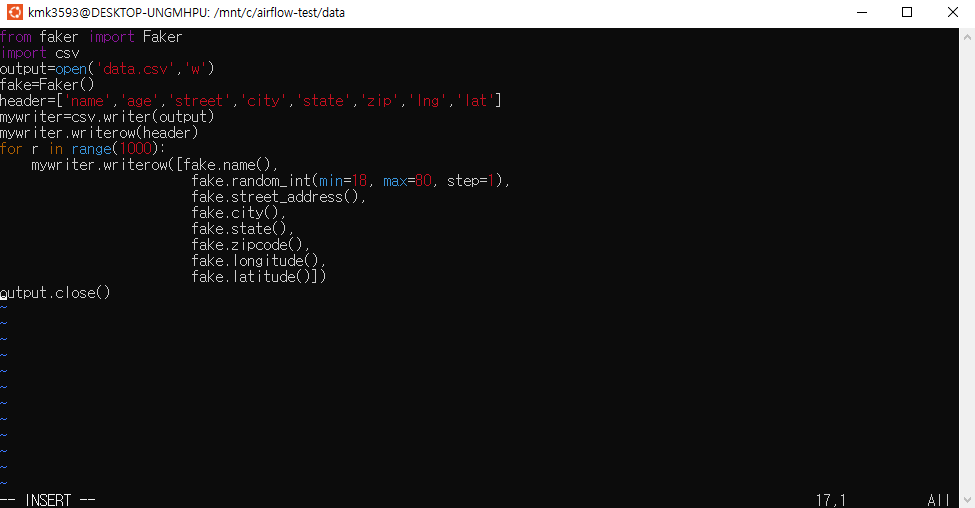 kmk3593@DESKTOP-UNGMHPU: /mnt/c/airflow-test/data
from faker import Faker
import csv
output=open('data.csv','w')
fake=Faker()
header=['name','age','street','city','state','zip','lng','lat']
mywriter=csv.writer(output)
mywriter.writerow(header)
for r in range(1000):
    mywriter.writerow([fake.name(),
                        fake.random_int(min=18, max=80, step=1),
                        fake.street_address(),
                        fake.city(),
                        fake.state(),
                        fake.zipcode(),
                        fake.longitude(),
                        fake.latitude()])
output.close()
~
~
~
~
~
~
~
~
~
~
~
~
-- INSERT -- 17,1 All